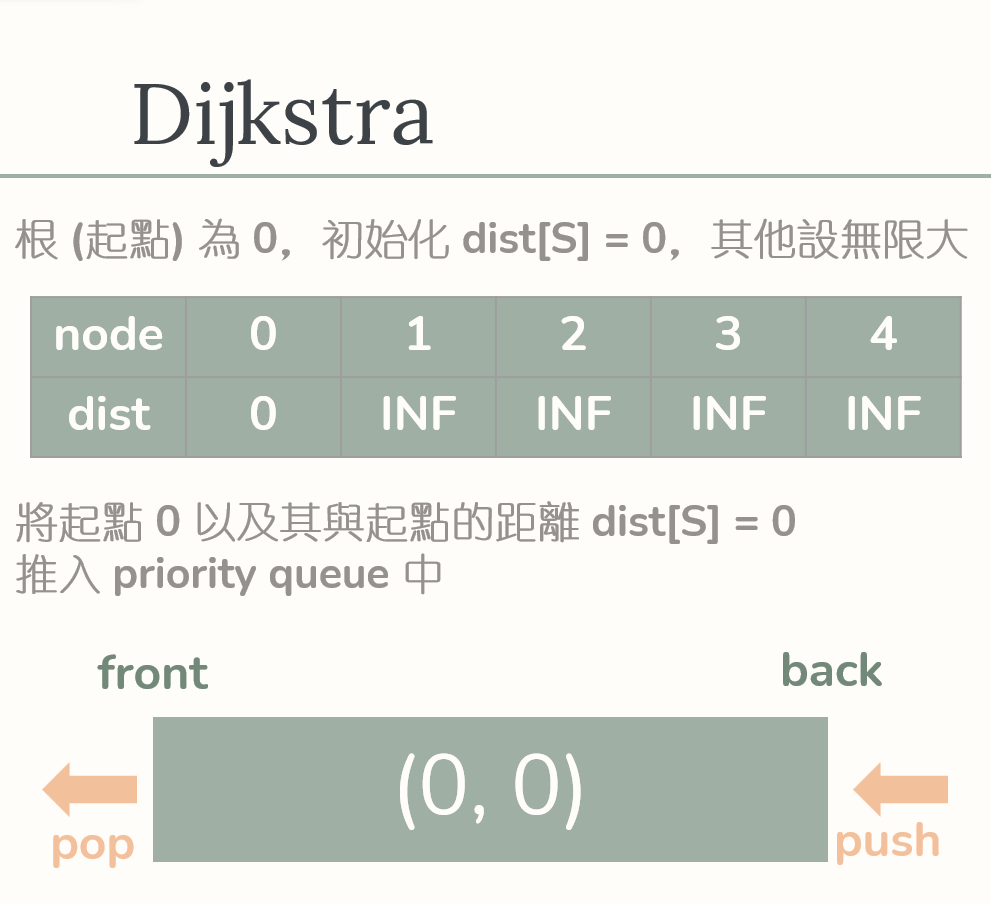 Dijkstra
根 (起點) 為 0，初始化 dist[S] = 0，其他設無限大
node 0 1 2 3 4
dist 0 INF INF INF INF
將起點 0 以及其與起點的距離 dist[S] = 0
推入 priority queue 中
front back
(0, 0)
pop push